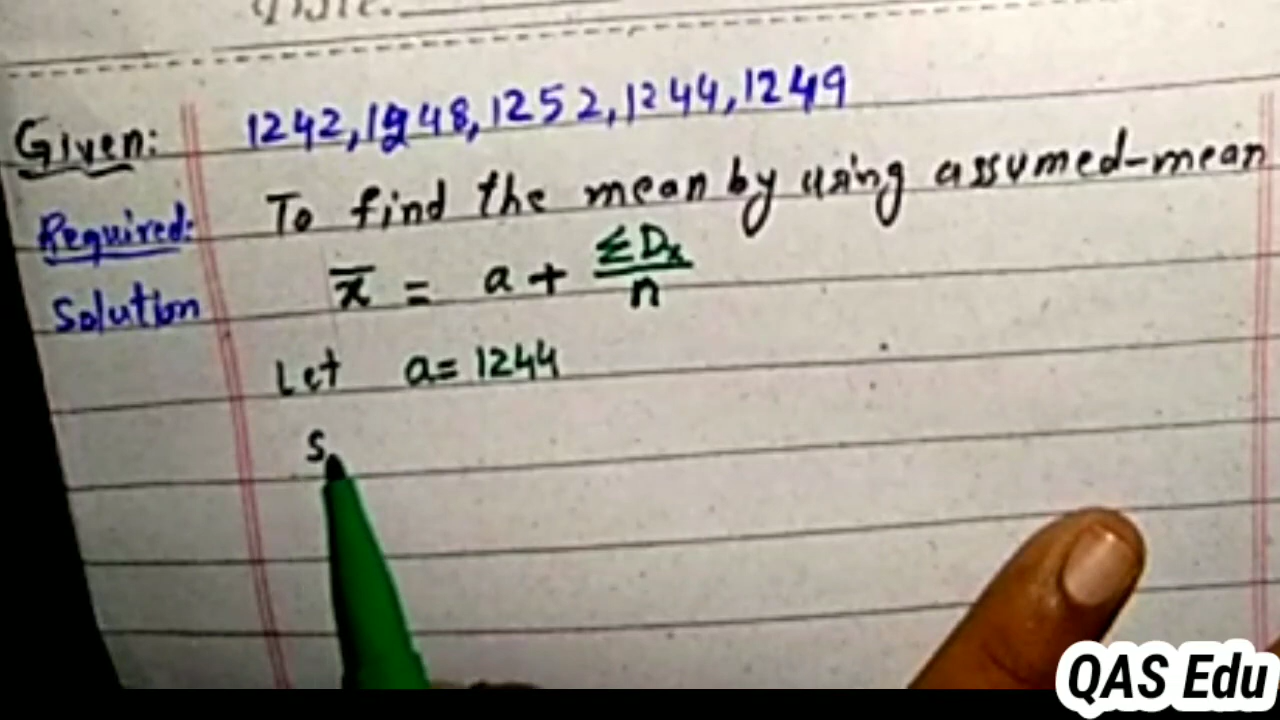 Given: 1242, 1248, 1252, 1244, 1249
Required: To find the mean by using assumed-mean
Solution x̄ = a + ΣDx/n
Let a = 1244
S
QAS Edu